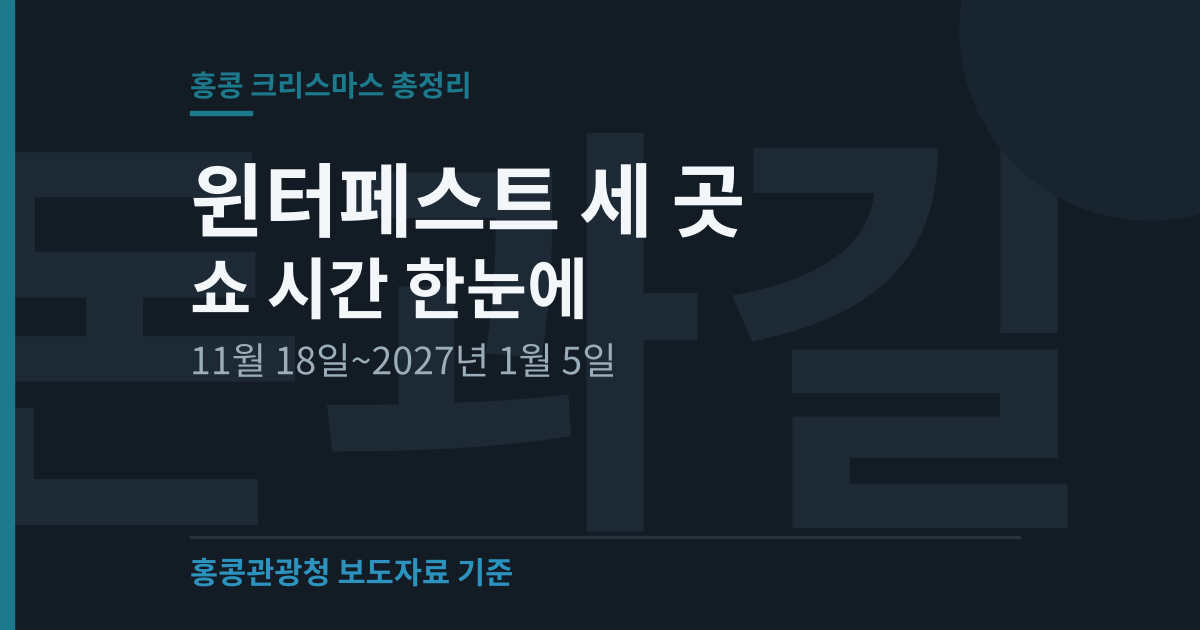 홍콩 크리스마스 총정리
윈터페스트 세 곳
쇼 시간 한눈에
11월 18일~2027년 1월 5일
홍콩관광청 보도자료 기준